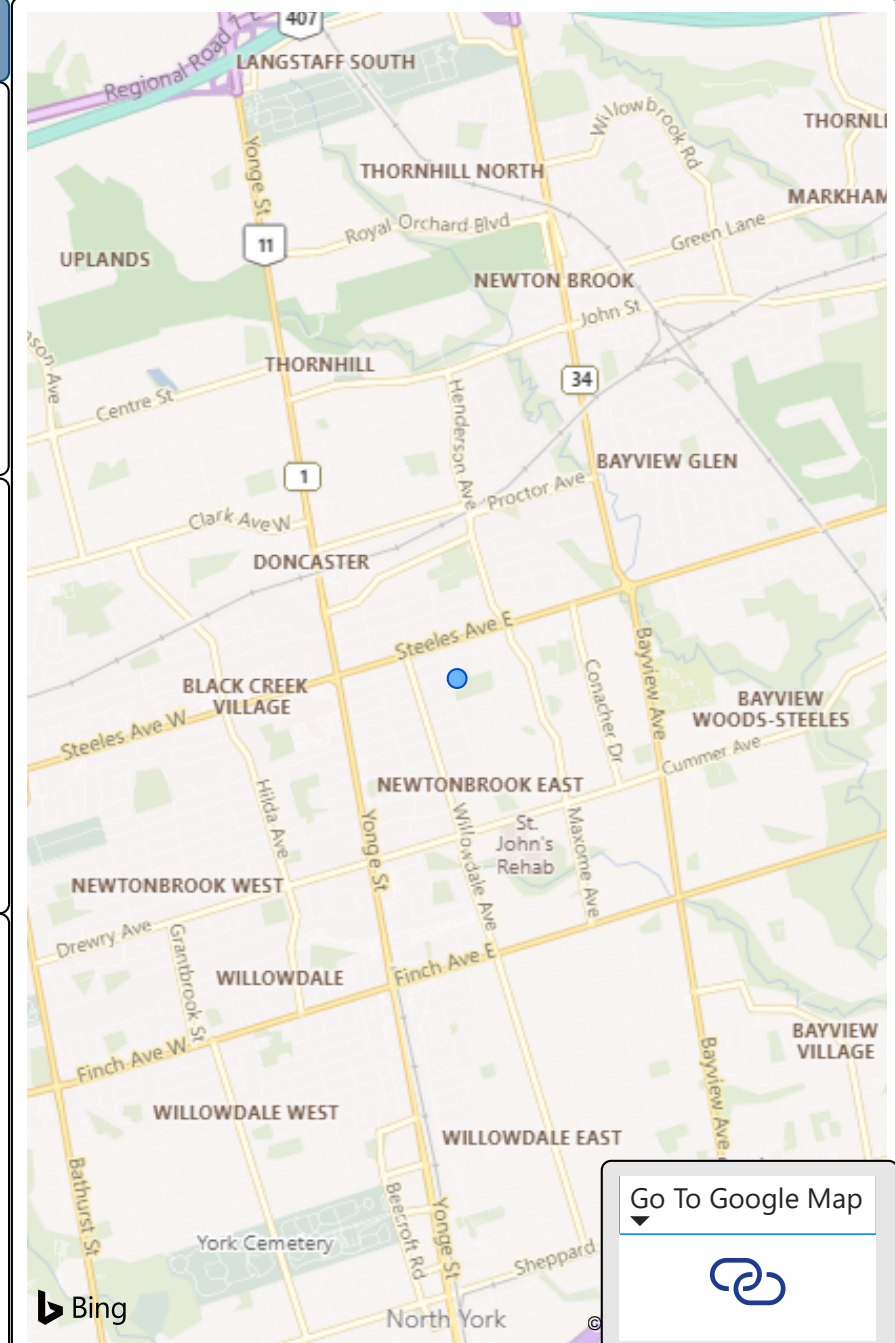 407
Regional Road 7 E
LANGSTAFF SOUTH
Willowbrook Rd
THORNL
Yonge St
THORNHILL NORTH
MARKHAM
Royal Orchard Blvd
Green Lane
11
UPLANDS
NEWTON BROOK
John St
son Ave
THORNHILL
34
Centre St
Henderson Ave
BAYVIEW GLEN
1
Proctor Ave
Clark Ave W
DONCASTER
Steeles Ave E
Bayview Ave
Conacher Dr
BLACK CREEK
VILLAGE
BAYVIEW
WOODS-STEELES
Steeles Ave W
Cummer Ave
NEWTONBROOK EAST
Hilda Ave
Yonge St
Willowdale Ave
St.
John's
Rehab
Maxome Ave
NEWTONBROOK WEST
Drewry Ave
Grantbrook St
WILLOWDALE
Finch Ave E
BAYVIEW
VILLAGE
Finch Ave W
Bayview Ave
WILLOWDALE WEST
WILLOWDALE EAST
Bathurst St
Beecroft Rd
Yonge St
Go To Google Map
York Cemetery
Sheppard
Bing
North York
©